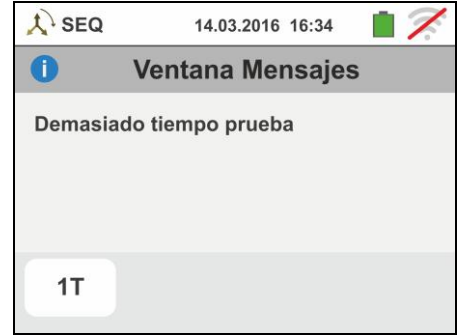 SEQ 14.03.2016 16:34
Ventana Mensajes
Demasiado tiempo prueba
1T